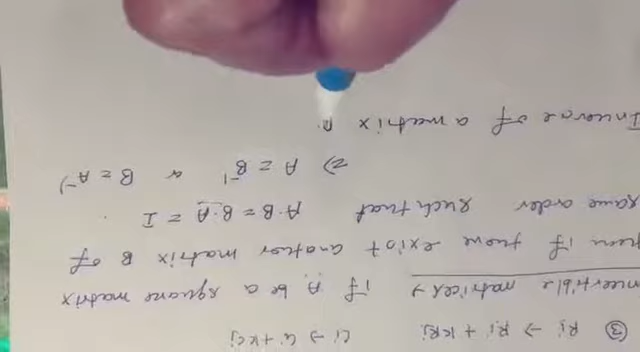 ③ Ri → Ri + KRj Ci → Ci + KCj
nvertible matrices → if A be a square matrix
then if there exist another matrix B of
same order such that A.B = B.A = I
=> A = B⁻¹ or B = A⁻¹)
Inverse of a matrix